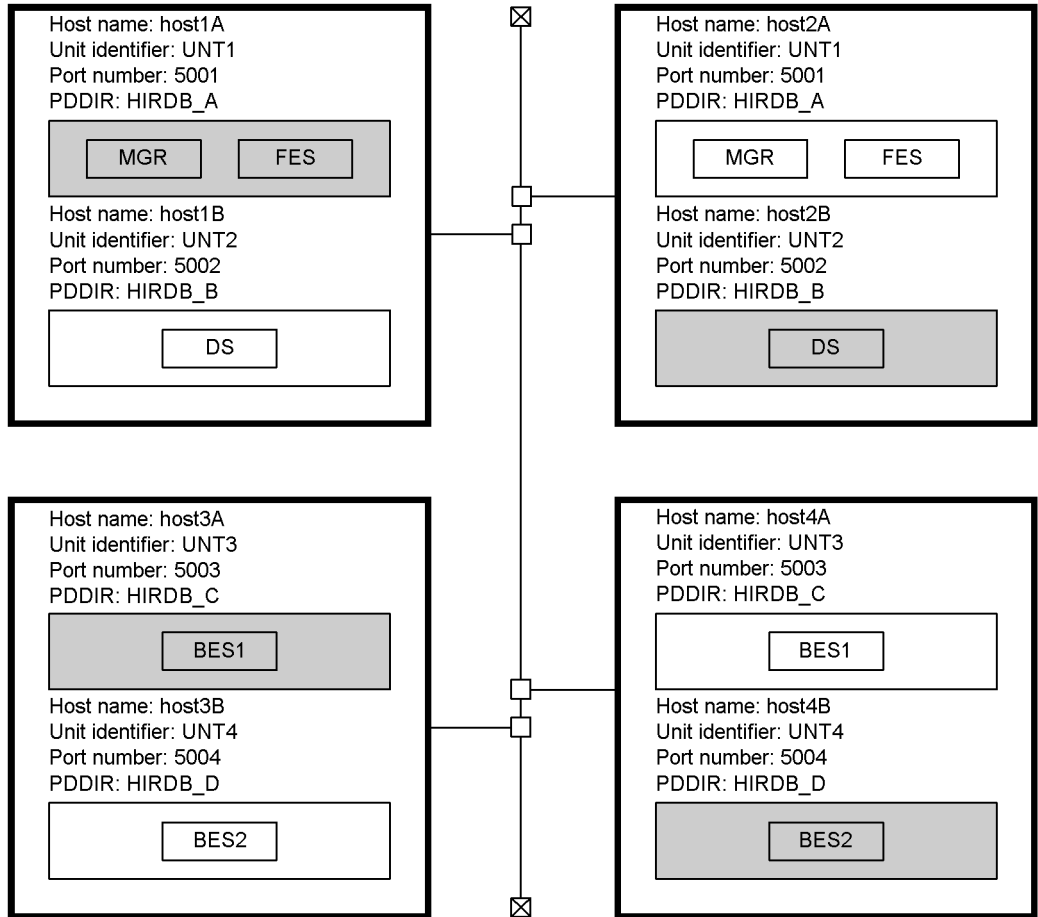 Host name: host1A
Unit identifier: UNT1
Port number: 5001
PDDIR: HIRDB_A
MGR
FES
Host name: host1B
Unit identifier: UNT2
Port number: 5002
PDDIR: HIRDB_B
DS
Host name: host2A
Unit identifier: UNT1
Port number: 5001
PDDIR: HIRDB_A
MGR
FES
Host name: host2B
Unit identifier: UNT2
Port number: 5002
PDDIR: HIRDB_B
DS
Host name: host3A
Unit identifier: UNT3
Port number: 5003
PDDIR: HIRDB_C
BES1
Host name: host3B
Unit identifier: UNT4
Port number: 5004
PDDIR: HIRDB_D
BES2
Host name: host4A
Unit identifier: UNT3
Port number: 5003
PDDIR: HIRDB_C
BES1
Host name: host4B
Unit identifier: UNT4
Port number: 5004
PDDIR: HIRDB_D
BES2